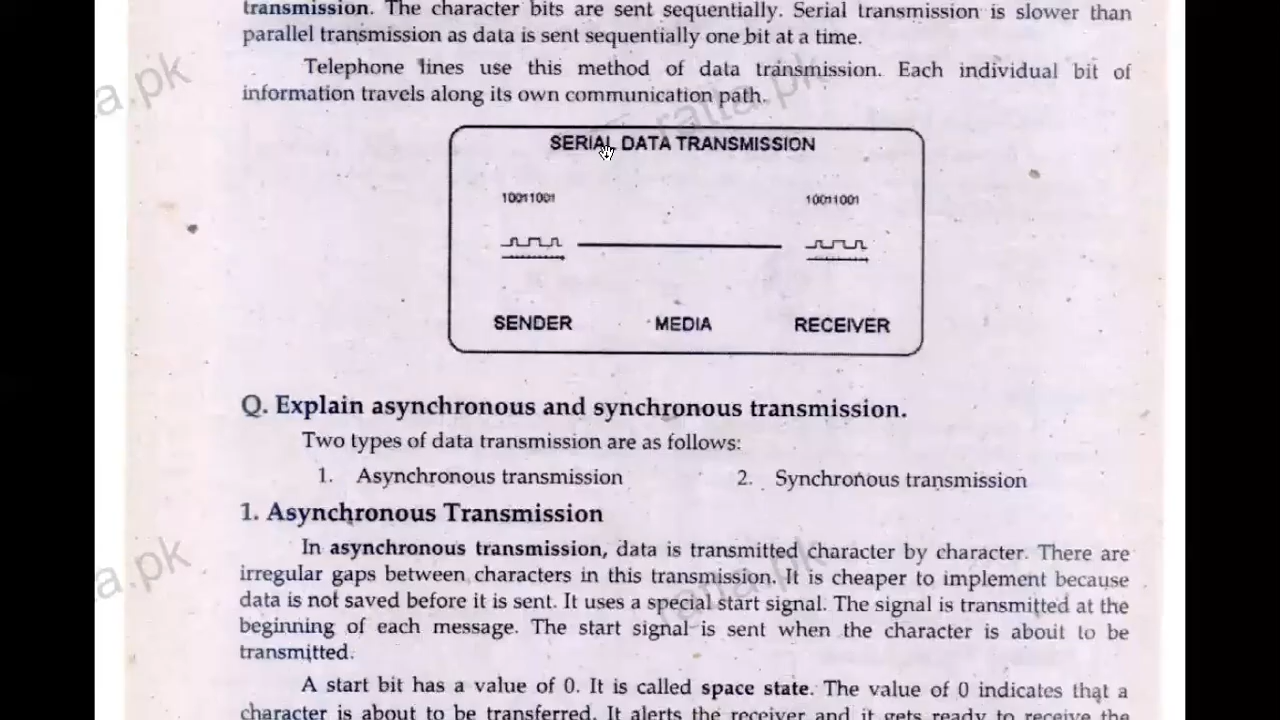 transmission. The character bits are sent sequentially. Serial transmission is slower than
parallel transmission as data is sent sequentially one bit at a time.
Telephone lines use this method of data transmission. Each individual bit of
information travels along its own communication path.
SERIAL DATA TRANSMISSION
10011001 10011001
SENDER MEDIA RECEIVER
Q. Explain asynchronous and synchronous transmission.
Two types of data transmission are as follows:
1. Asynchronous transmission 2. Synchronous transmission
1. Asynchronous Transmission
In asynchronous transmission, data is transmitted character by character. There are
irregular gaps between characters in this transmission. It is cheaper to implement because
data is not saved before it is sent. It uses a special start signal. The signal is transmitted at the
beginning of each message. The start signal is sent when the character is about to be
transmitted.
A start bit has a value of 0. It is called space state. The value of 0 indicates that a
character is about to be transferred. It alerts the receiver and it gets ready to receive the